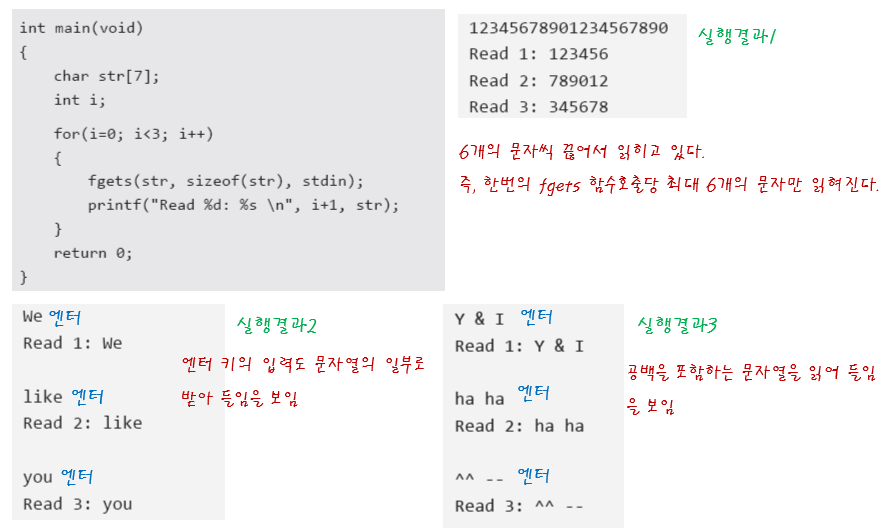 int main(void)
{
char str[7];
int i;
for(i=0; i<3; i++)
{
fgets(str, sizeof(str), stdin);
printf("Read %d: %s \n", i+1, str);
}
return 0;
}
12345678901234567890
Read 1: 123456
Read 2: 789012
Read 3: 345678
실행결과1
6개의 문자씩 끊어서 읽히고 있다.
즉, 한번의 fgets 함수호출당 최대 6개의 문자만 읽혀진다.
We 엔터
Read 1: We
like 엔터
Read 2: like
you 엔터
Read 3: you
실행결과2
엔터 키의 입력도 문자열의 일부로
받아 들임을 보임
Y & I 엔터
Read 1: Y & I
ha ha 엔터
Read 2: ha ha
^^ -- 엔터
Read 3: ^^ --
실행결과3
공백을 포함하는 문자열을 읽어 들임
을 보임